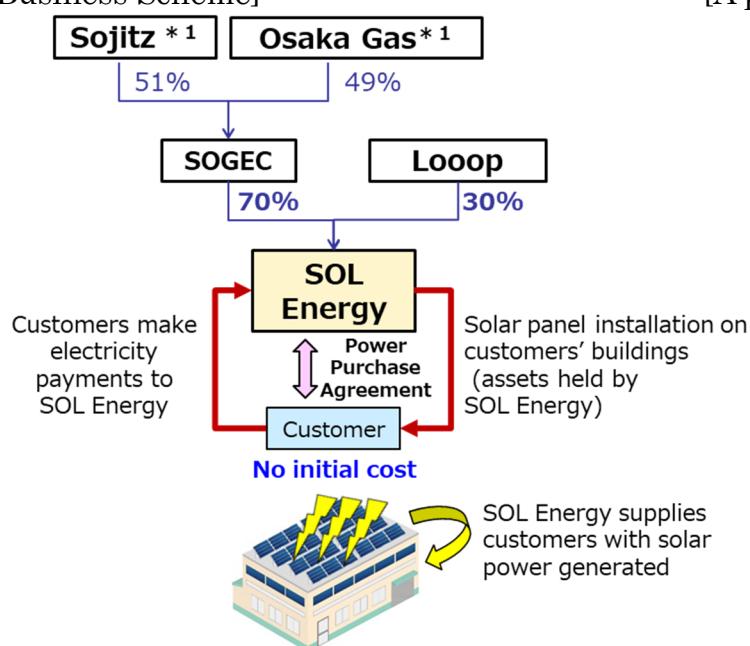 Business Scheme]
[A p
Sojitz *1
Osaka Gas*1
51%
49%
SOGEC
Looop
70%
30%
SOL
Energy
Customers make
electricity
payments to
SOL Energy
Power
Purchase
Agreement
Solar panel installation on
customers' buildings
(assets held by
SOL Energy)
Customer
No initial cost
SOL Energy supplies
customers with solar
power generated